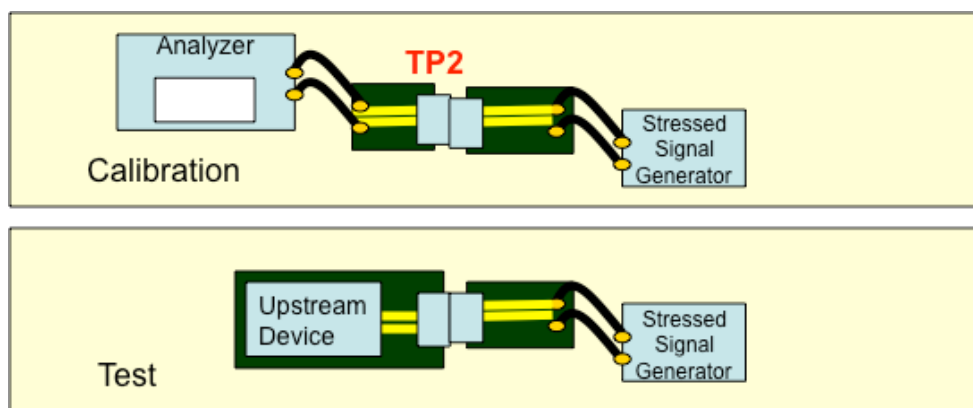 Analyzer
TP2
Stressed
Signal
Generator
Calibration
Upstream
Device
Stressed
Signal
Generator
Test